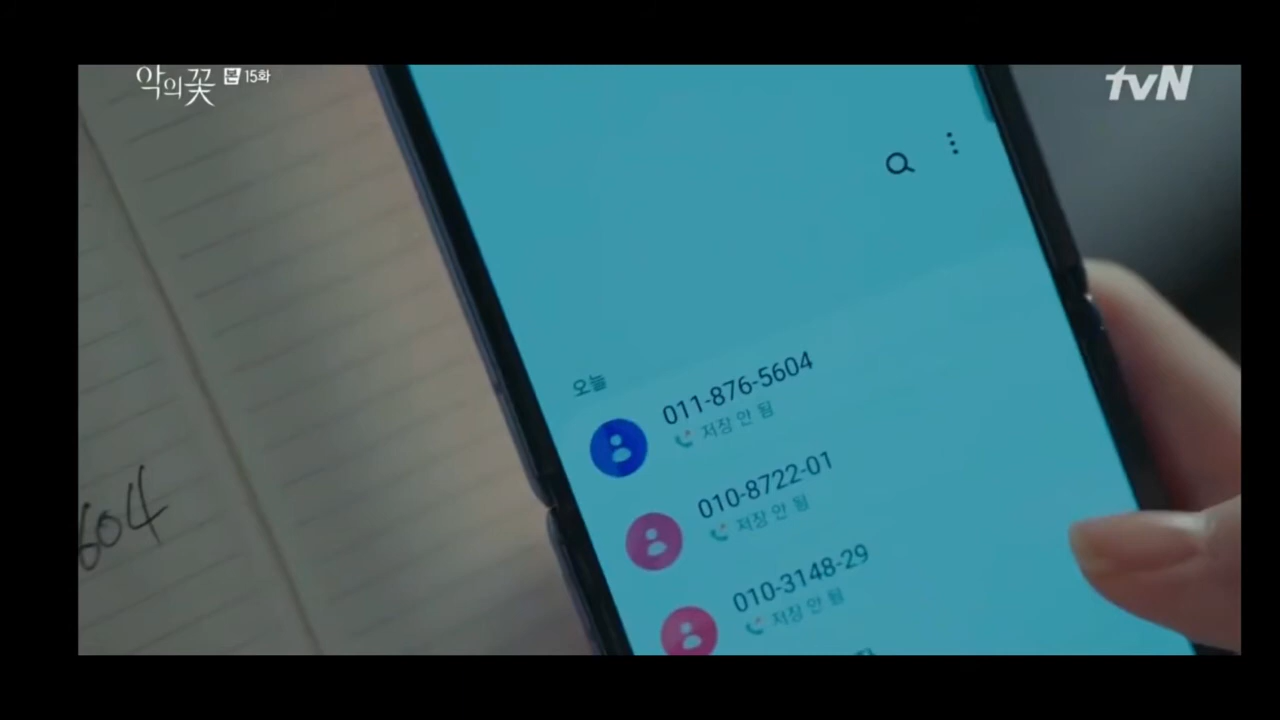 악의 꽃 본 15화
tvN
오늘
011-876-5604
저장 안 됨
010-8722-01
저장 안 됨
010-3148-29
저장 안 됨
604